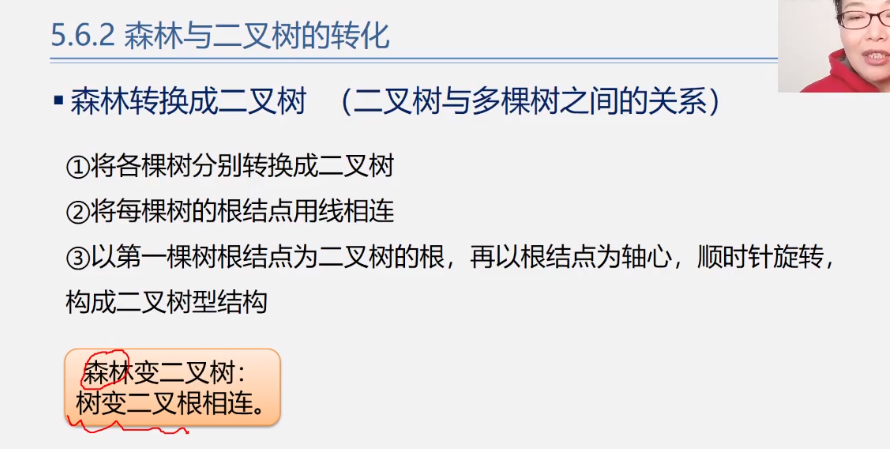 5.6.2 森林与二叉树的转化
▪ 森林转换成二叉树 （二叉树与多棵树之间的关系）
①将各棵树分别转换成二叉树
②将每棵树的根结点用线相连
③以第一棵树根结点为二叉树的根，再以根结点为轴心，顺时针旋转，
构成二叉树型结构
森林变二叉树：
树变二叉根相连。